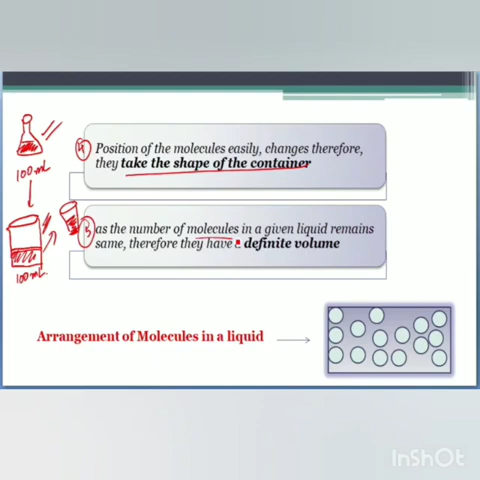 Position of the molecules easily, changes therefore,
they take the shape of the container
100 mL
as the number of molecules in a given liquid remains
same, therefore they have a definite volume
100 mL
Arrangement of Molecules in a liquid
InShOt